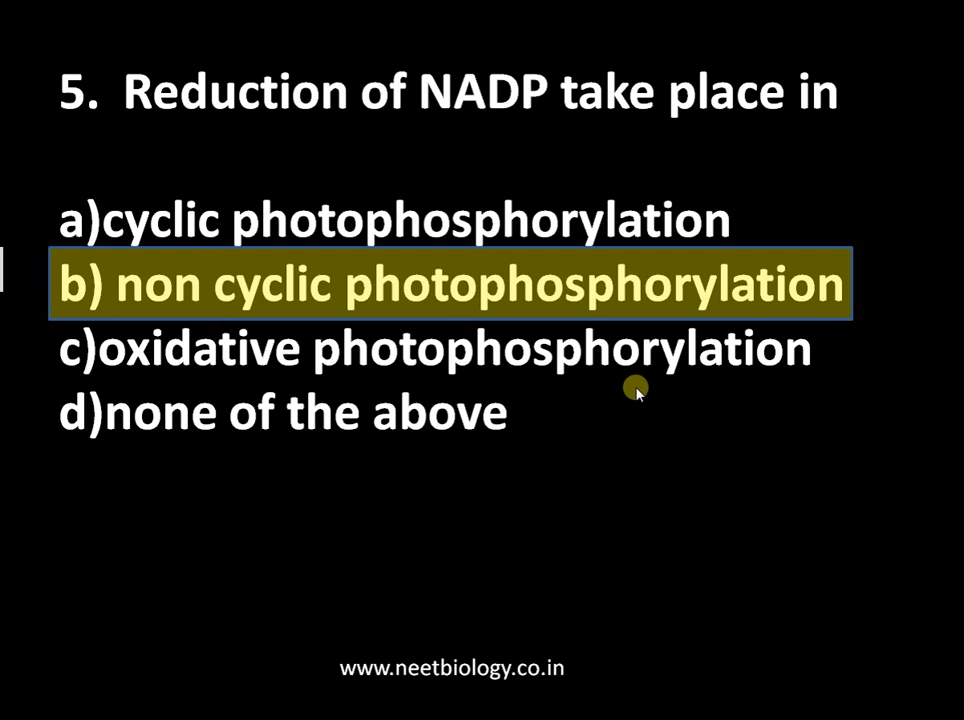 5. Reduction of NADP take place in
a)cyclic photophosphorylation
b) non cyclic photophosphorylation
c)oxidative photophosphorylation
d)none of the above
www.neetbiology.co.in